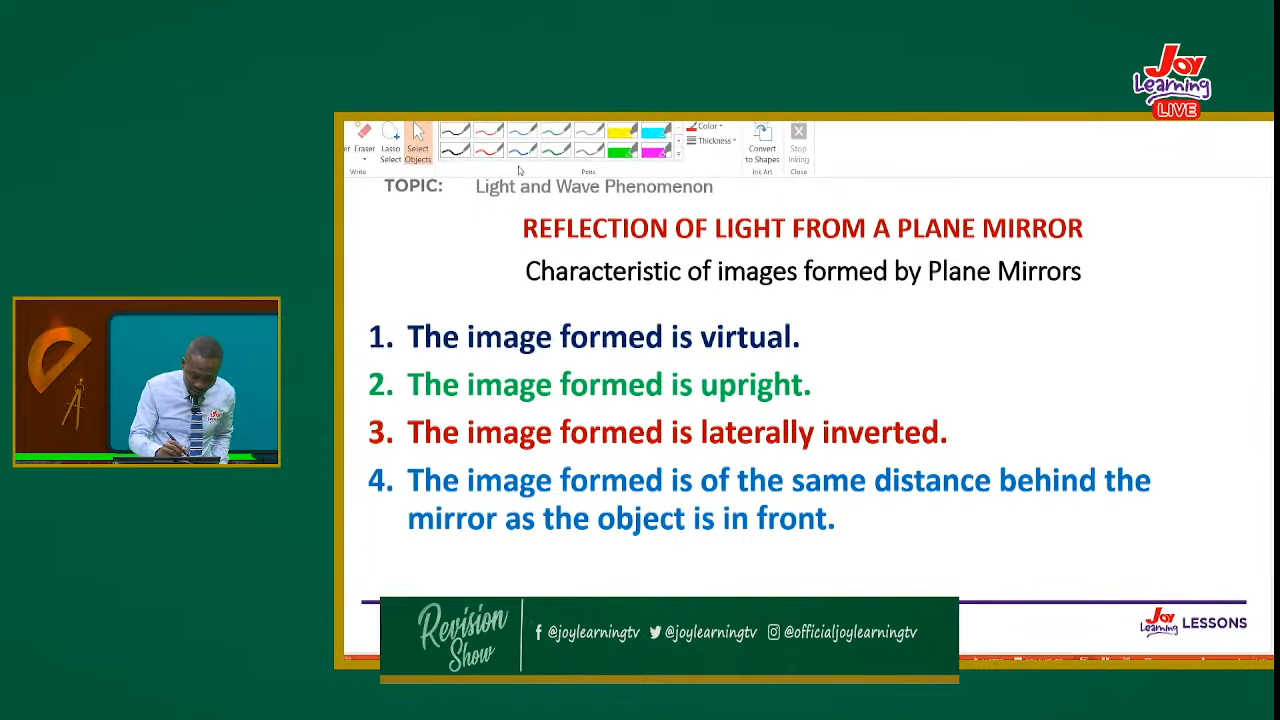 Joy
Learning
LIVE
Eraser
Lasso
Select
Select
Objects
Color
Thickness
Convert
to Shapes
Stop
Inking
Write
Pens
Ink Art
Close
TOPIC: Light and Wave Phenomenon
REFLECTION OF LIGHT FROM A PLANE MIRROR
Characteristic of images formed by Plane Mirrors
1. The image formed is virtual.
2. The image formed is upright.
3. The image formed is laterally inverted.
4. The image formed is of the same distance behind the
mirror as the object is in front.
Revision
Show
@joylearningtv @joylearningtv @officialjoylearningtv
Joy
Learning LESSONS